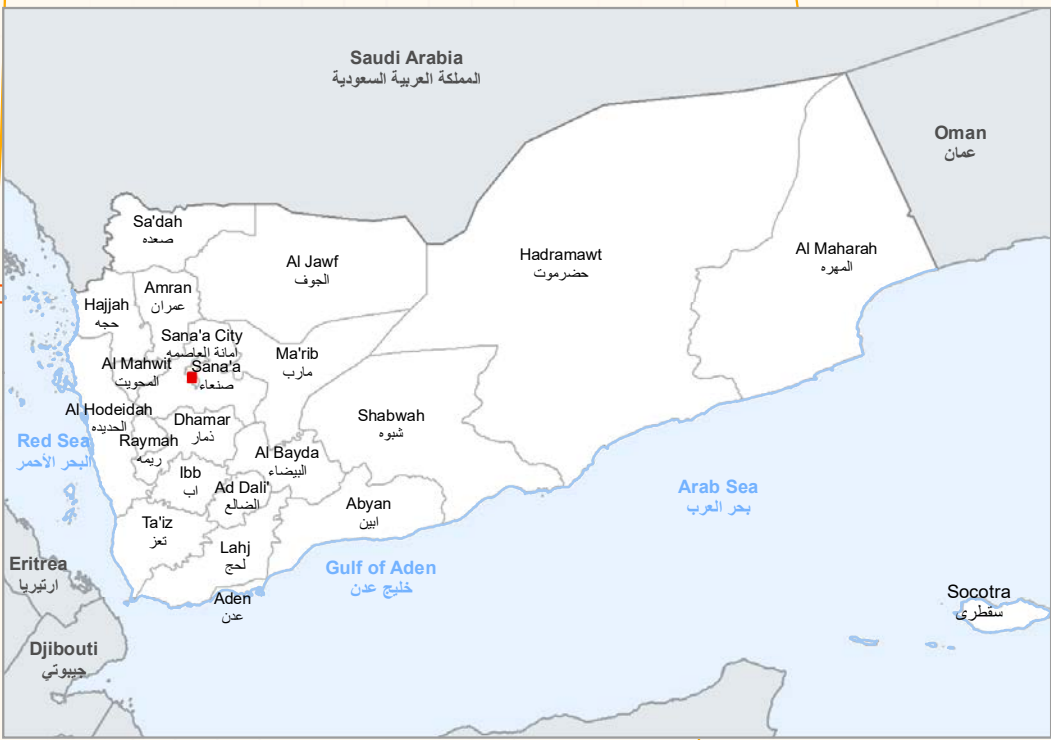 Saudi Arabia
المملكة العربية السعودية
Oman
عمان
Sa'dah
صعده
Al Jawf
الجوف
Hadramawt
حضرموت
Al Maharah
المهره
Amran
عمران
Hajjah
حجه
Sana'a City
أمانة العاصمه
Ma'rib
مارب
Al Mahwit
المحويت
Sana'a
صنعاء
Al Hodeidah
الحديده
Dhamar
ذمار
Shabwah
شبوه
Red Sea
البحر الأحمر
Raymah
ريمه
Al Bayda
البيضاء
Ibb
اب
Ad Dali'
الضالع
Abyan
ابين
Arab Sea
بحر العرب
Ta'iz
تعز
Lahj
لحج
Gulf of Aden
خليج عدن
Eritrea
ارتيريا
Aden
عدن
Socotra
سقطرى
Djibouti
جيبوتي